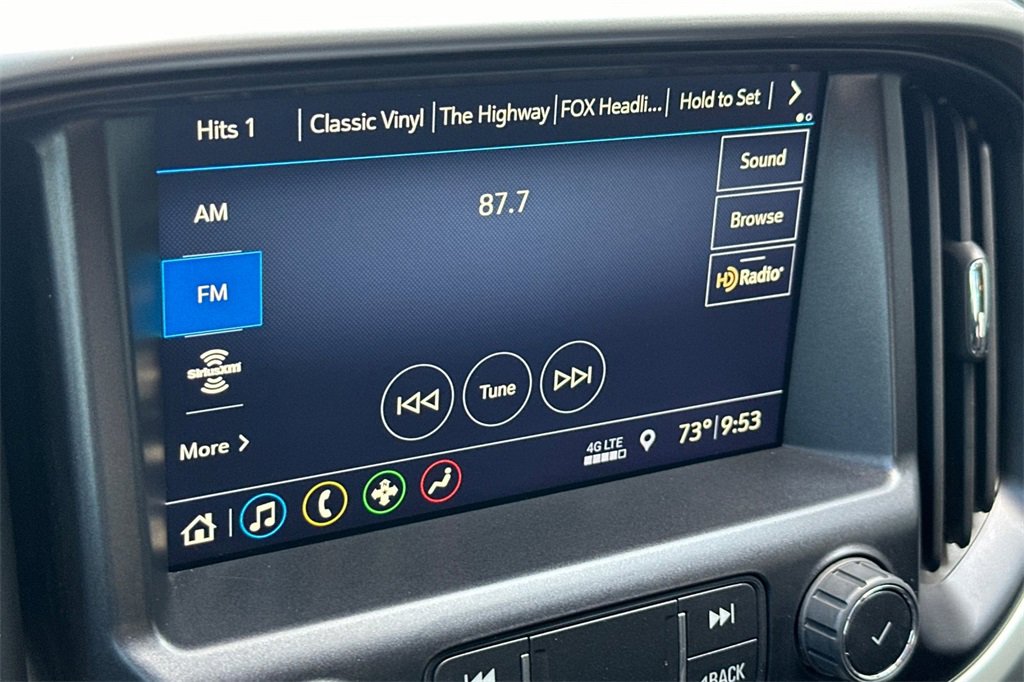 Hits 1 Classic Vinyl The Highway FOX Headli... Hold to Set
Sound
AM 87.7
Browse
FM HD Radio
SiriusXM
Tune
More
4G LTE 73° 9:53
BACK